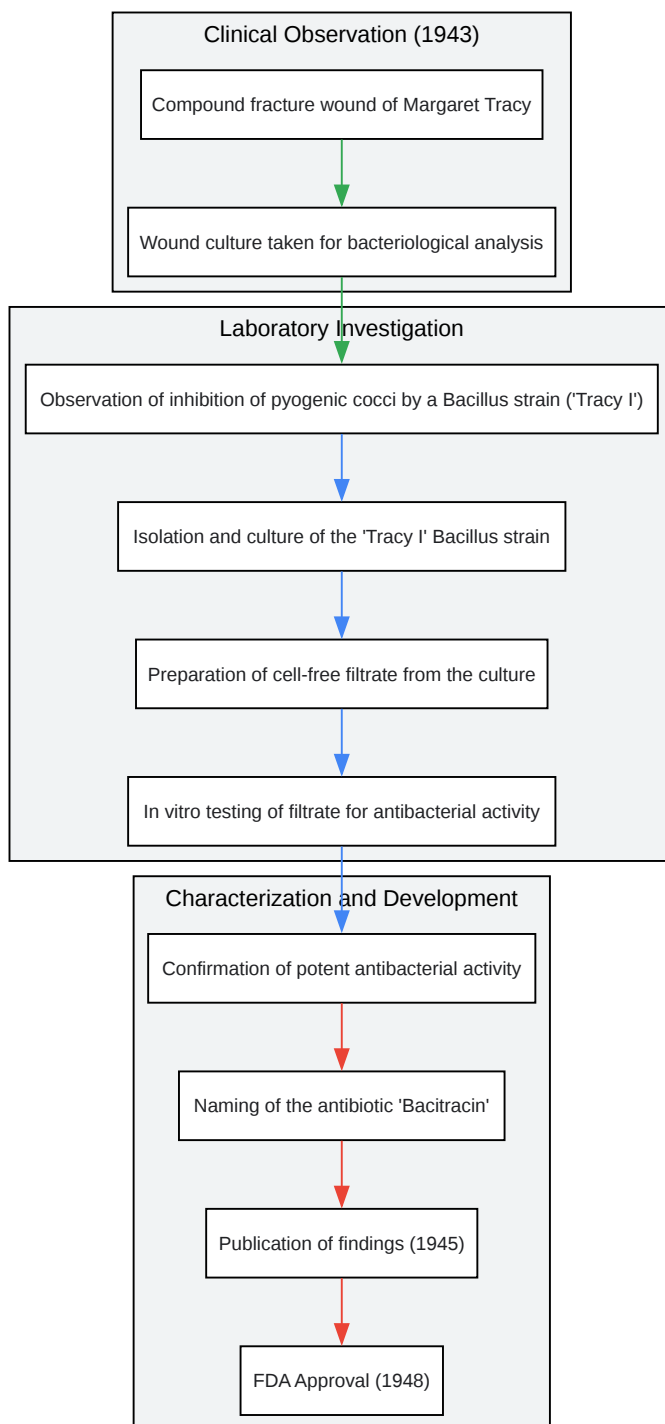 Clinical Observation (1943)
Compound fracture wound of Margaret Tracy
Wound culture taken for bacteriological analysis
Laboratory Investigation
Observation of inhibition of pyogenic cocci by a Bacillus strain ('Tracy I')
Isolation and culture of the 'Tracy I' Bacillus strain
Preparation of cell-free filtrate from the culture
In vitro testing of filtrate for antibacterial activity
Characterization and Development
Confirmation of potent antibacterial activity
Naming of the antibiotic 'Bacitracin'
Publication of findings (1945)
FDA Approval (1948)